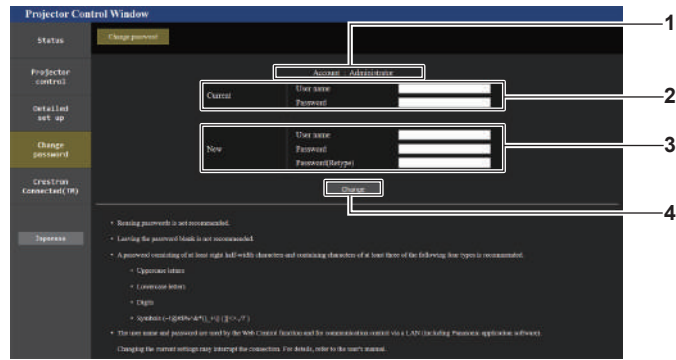 Projector Control Window
Status
Change password
Projector
control
Detailed
set up
Change
password
Crestron
Connected(TM)
Japanese
Account : Administrator
Current
User name
Password
New
User name
Password
Password(Retype)
Change
1
2
3
4
• Reusing passwords is not recommended.
• Leaving the password blank is not recommended.
• A password consisting of at least eight half-width characters and containing characters of at least three of the following four types is recommended.
• Uppercase letters
• Lowercase letters
• Digits
• Symbols
• The user name and password are used by the Web Control function and for communication control via a LAN (including Panasonic application software).
Changing the current settings may interrupt the connection. For details, refer to the user's manual.